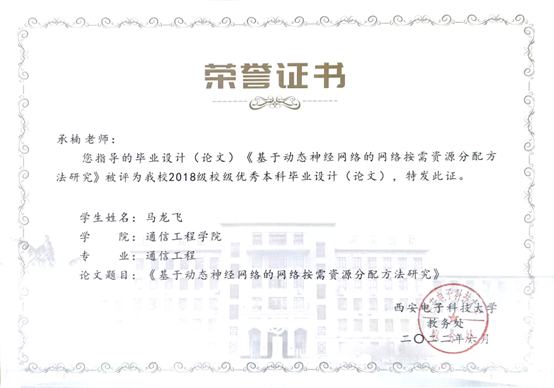 荣誉证书
承楠老师：
您指导的毕业设计（论文）《基于动态神经网络的网络按需资源分配方
法研究》被评为我校2018级校级优秀本科毕业设计（论文），特发此证。
学生姓名：马龙飞
学 院：通信工程学院
专 业：通信工程
论文题目：《基于动态神经网络的网络按需资源分配方法研究》
西安电子科技大学
教务处
二〇二二年六月